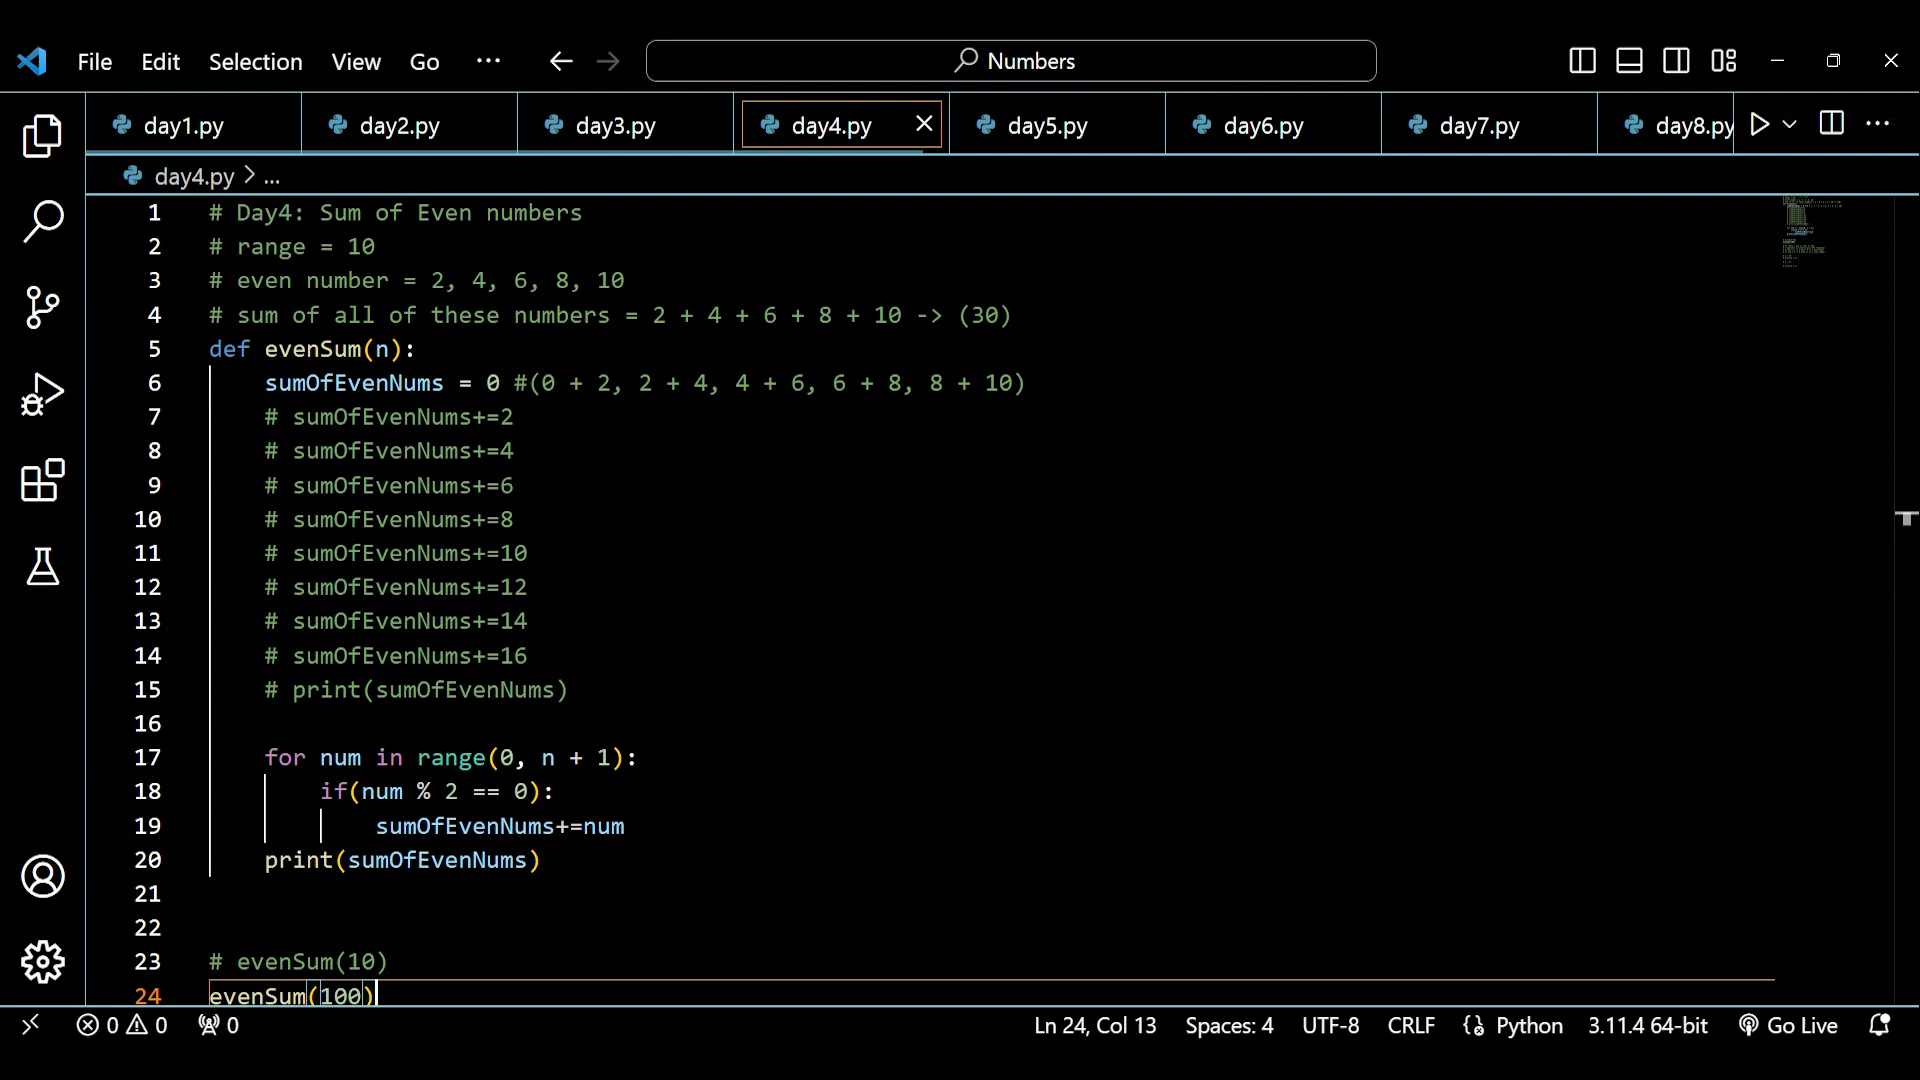 File Edit Selection View Go ··· Numbers
day1.py day2.py day3.py day4.py day5.py day6.py day7.py day8.py ···
day4.py > ...
1 # Day4: Sum of Even numbers
2 # range = 10
3 # even number = 2, 4, 6, 8, 10
4 # sum of all of these numbers = 2 + 4 + 6 + 8 + 10 -> (30)
5 def evenSum(n):
6 sumOfEvenNums = 0 #(0 + 2, 2 + 4, 4 + 6, 6 + 8, 8 + 10)
7 # sumOfEvenNums+=2
8 # sumOfEvenNums+=4
9 # sumOfEvenNums+=6
10 # sumOfEvenNums+=8
11 # sumOfEvenNums+=10
12 # sumOfEvenNums+=12
13 # sumOfEvenNums+=14
14 # sumOfEvenNums+=16
15 # print(sumOfEvenNums)
16
17 for num in range(0, n + 1):
18 if(num % 2 == 0):
19 sumOfEvenNums+=num
20 print(sumOfEvenNums)
21
22
23 # evenSum(10)
24 evenSum(100)
0 0 0 Ln 24, Col 13 Spaces: 4 UTF-8 CRLF Python 3.11.4 64-bit Go Live